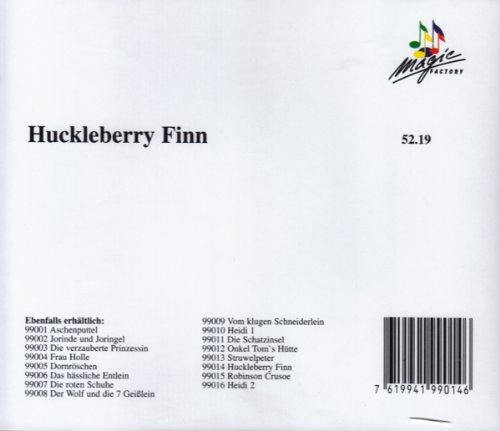 Magic
FACTORY
Huckleberry Finn
52.19
Ebenfalls erhältlich:
99001 Aschenputtel
99002 Jorinde und Joringel
99003 Die verzauberte Prinzessin
99004 Frau Holle
99005 Dornröschen
99006 Das hässliche Entlein
99007 Die roten Schuhe
99008 Der Wolf und die 7 Geißlein
99009 Vom klugen Schneiderlein
99010 Heidi 1
99011 Die Schatzinsel
99012 Onkel Tom`s Hütte
99013 Struwelpeter
99014 Huckleberry Finn
99015 Robinson Crusoe
99016 Heidi 2
7 619941 990146